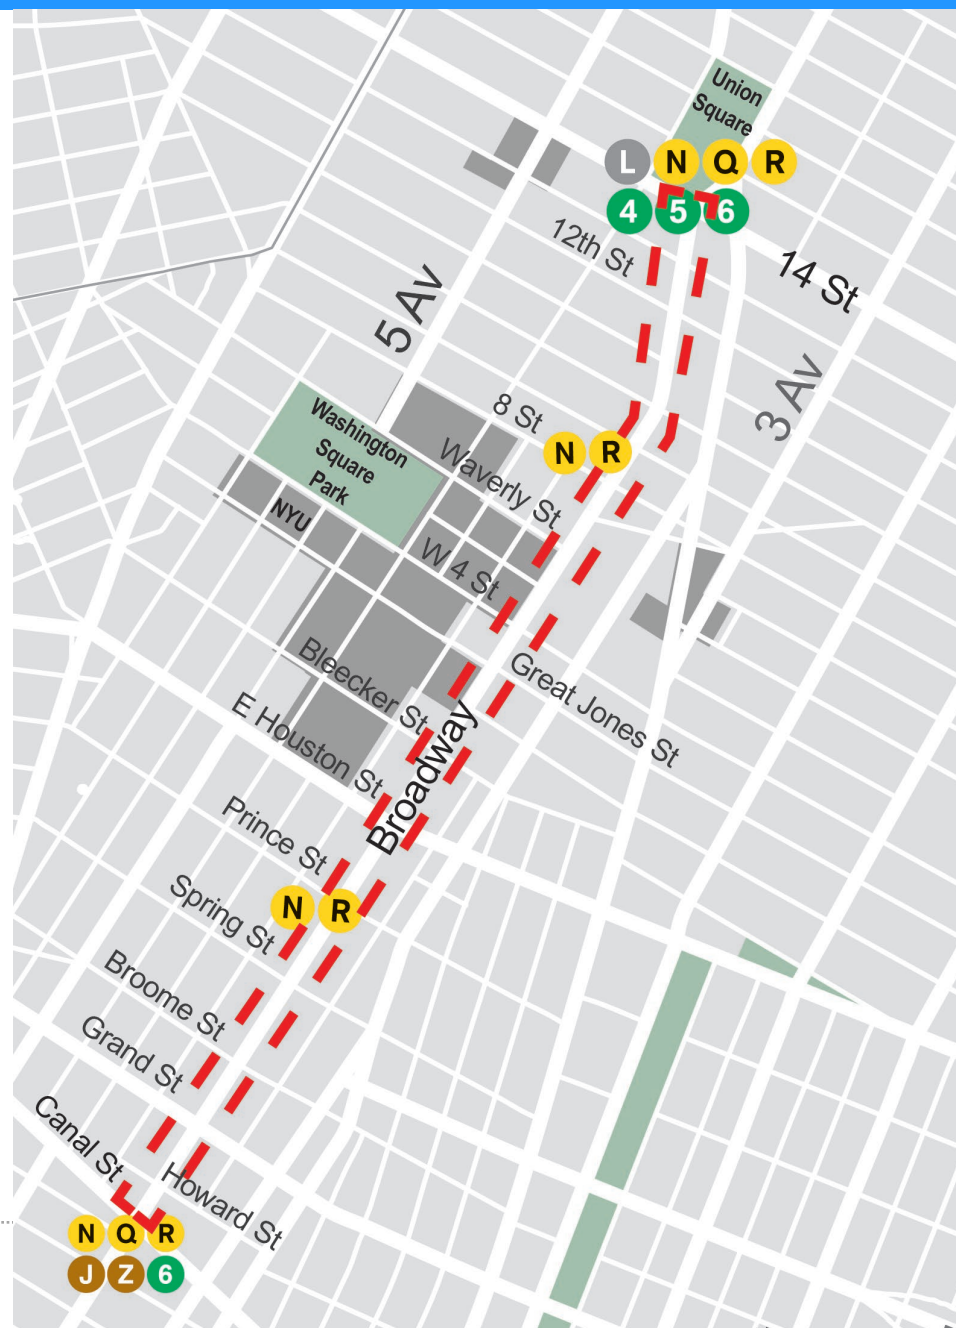 Union
Square
L N Q R
4 5 6
12th St
14 St
5 Av
3 Av
8 St
Washington
Square
Park
N R
Waverly St
NYU
W 4 St
Great Jones St
Bleecker St
E Houston St
Broadway
Prince St
N R
Spring St
Broome St
Grand St
Canal St
Howard St
N Q R
J Z 6